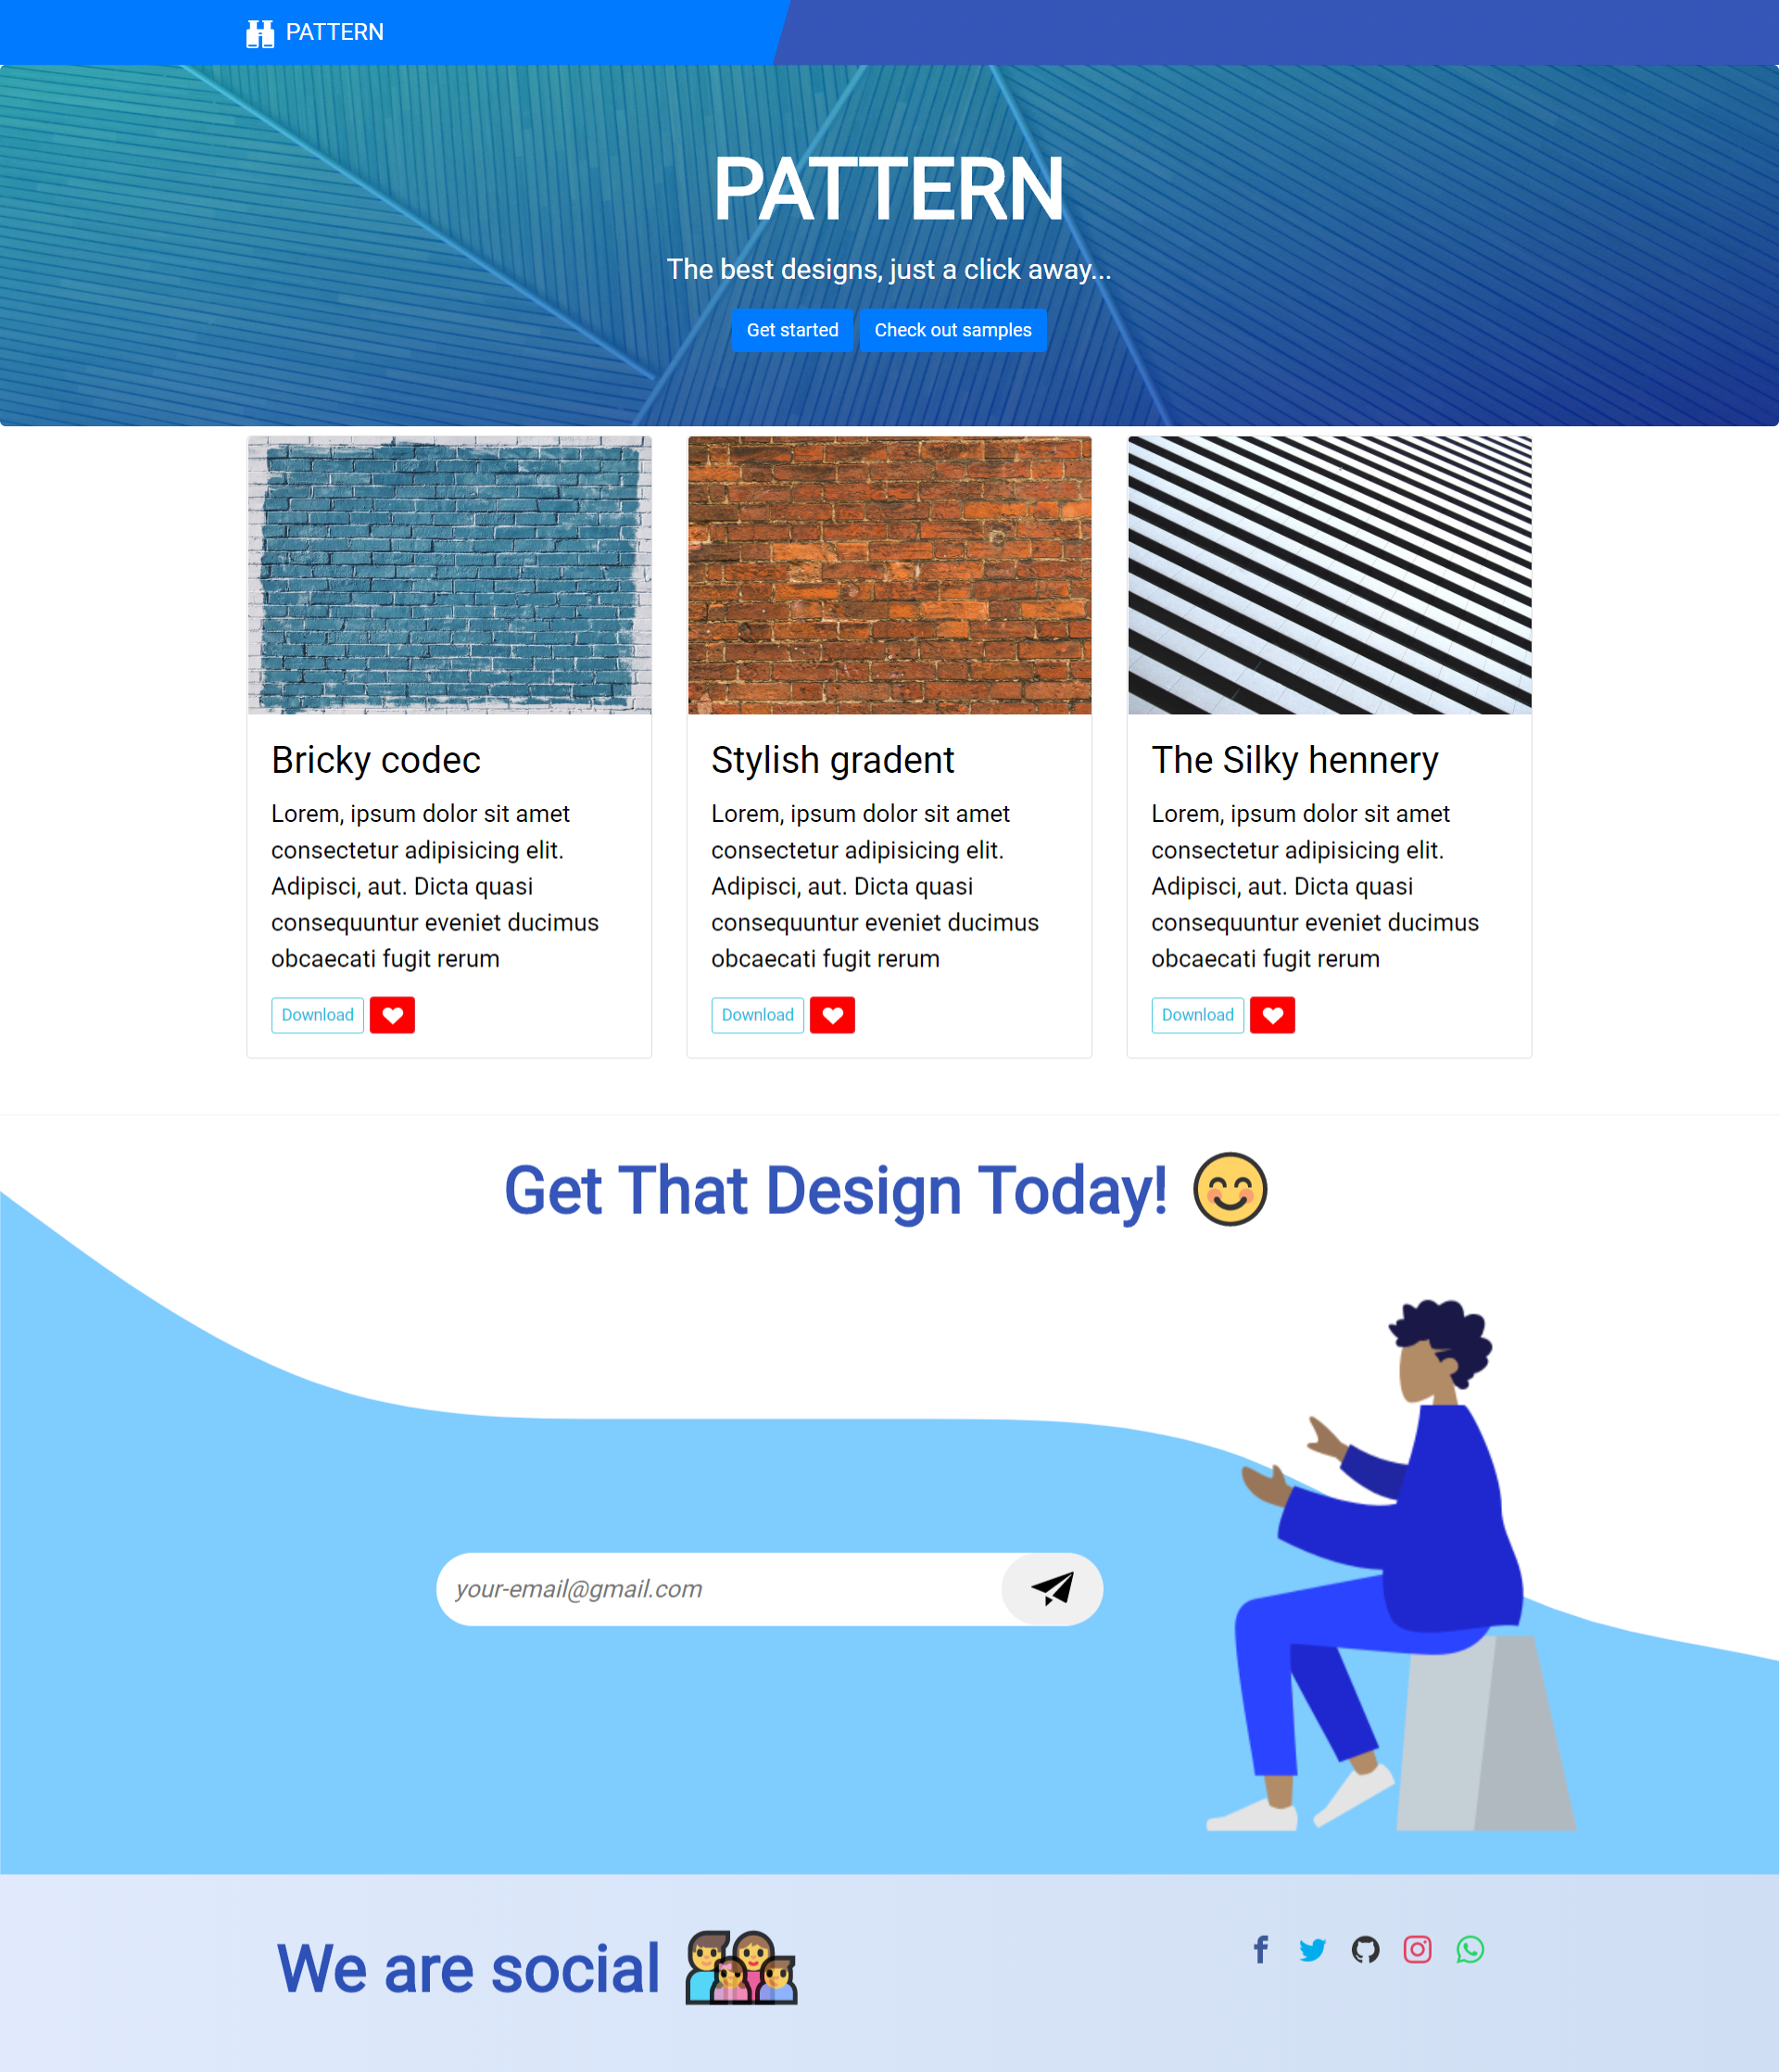 PATTERN
PATTERN
The best designs, just a click away...
Get started
Check out samples
Bricky codec
Lorem, ipsum dolor sit amet
consectetur adipisicing elit.
Adipisci, aut. Dicta quasi
consequuntur eveniet ducimus
obcaecati fugit rerum
Download
Stylish gradent
Lorem, ipsum dolor sit amet
consectetur adipisicing elit.
Adipisci, aut. Dicta quasi
consequuntur eveniet ducimus
obcaecati fugit rerum
Download
The Silky hennery
Lorem, ipsum dolor sit amet
consectetur adipisicing elit.
Adipisci, aut. Dicta quasi
consequuntur eveniet ducimus
obcaecati fugit rerum
Download
Get That Design Today! 😊
your-email@gmail.com
We are social 👨‍👩‍👧‍👦